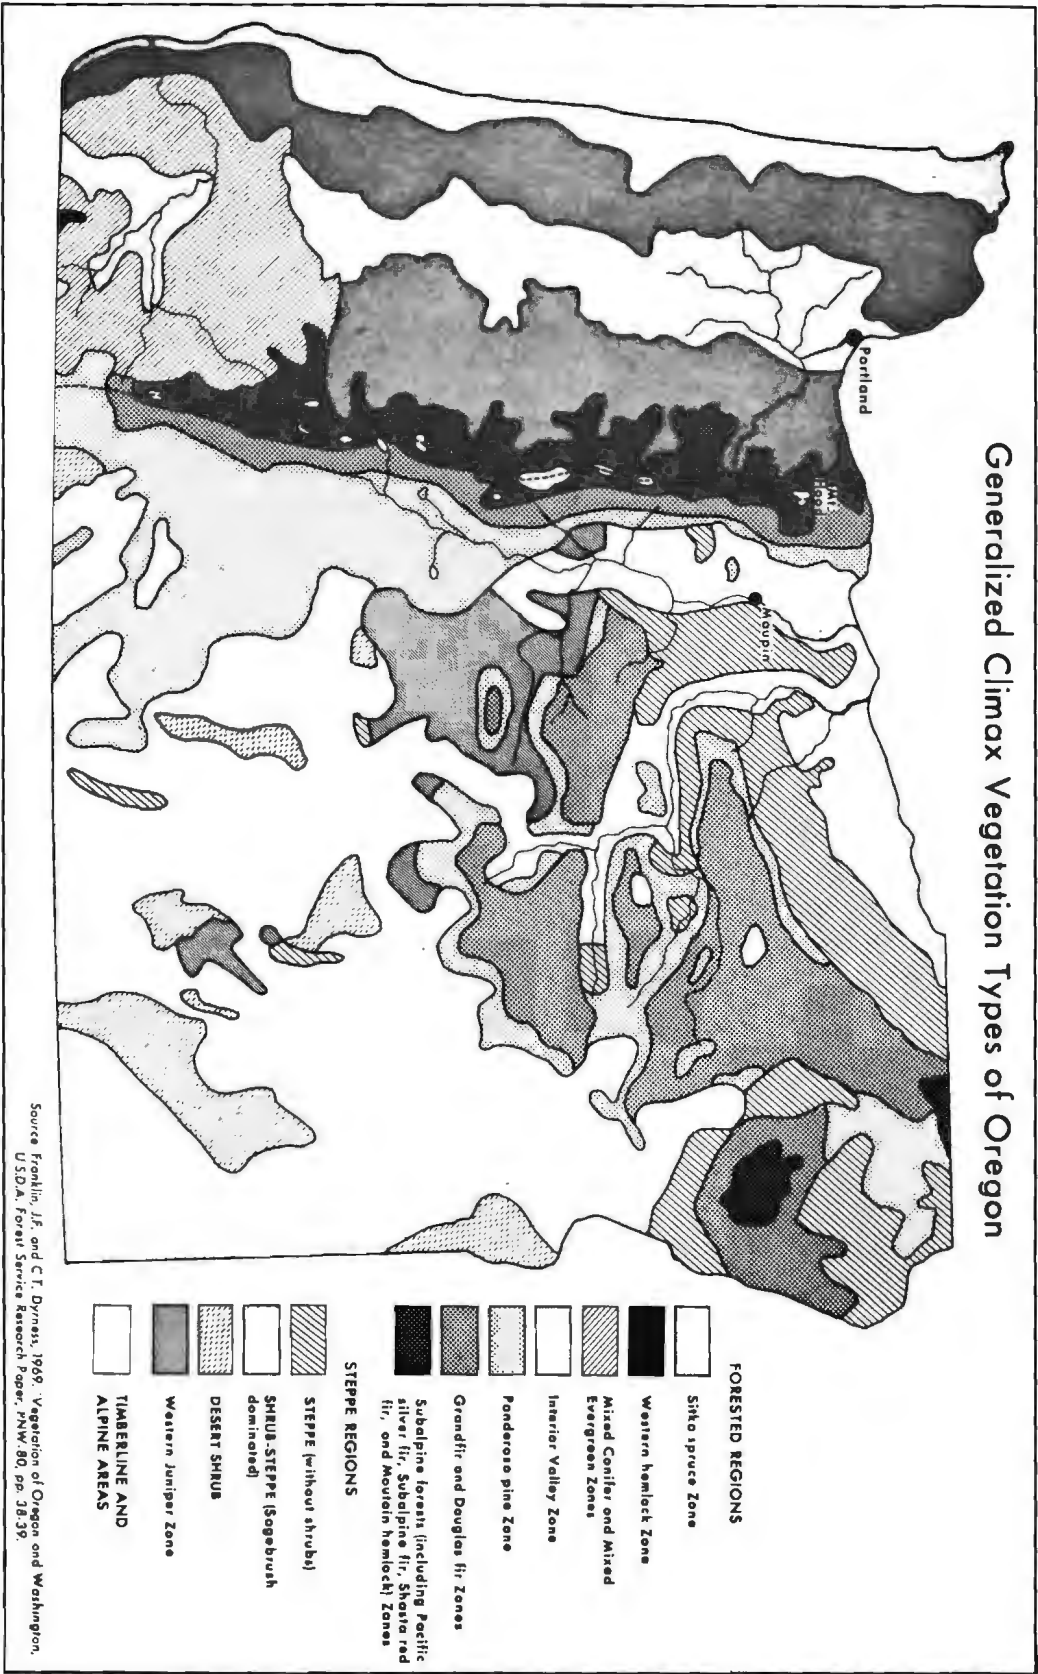 Generalized Climax Vegetation Types of Oregon
Portland
Mt.
Hood
Maupin
FORESTED REGIONS
Sitka spruce Zone
Western hemlock Zone
Mixed Conifer and Mixed
Evergreen Zones
Interior Valley Zone
Ponderosa pine Zone
Grandfir and Douglas fir Zones
Subalpine forests (including Pacific
silver fir, Subalpine fir, Shasta red
fir, and Moutain hemlock) Zones
STEPPE REGIONS
STEPPE (without shrubs)
SHRUB-STEPPE (Sagebrush
dominated)
DESERT SHRUB
Western Juniper Zone
TIMBERLINE AND
ALPINE AREAS
Source Franklin, J.F. and C T. Dyrness, 1969. Vegetation of Oregon and Washington,
U.S.D.A. Forest Service Research Paper, PNW-80, pp. 38-39.